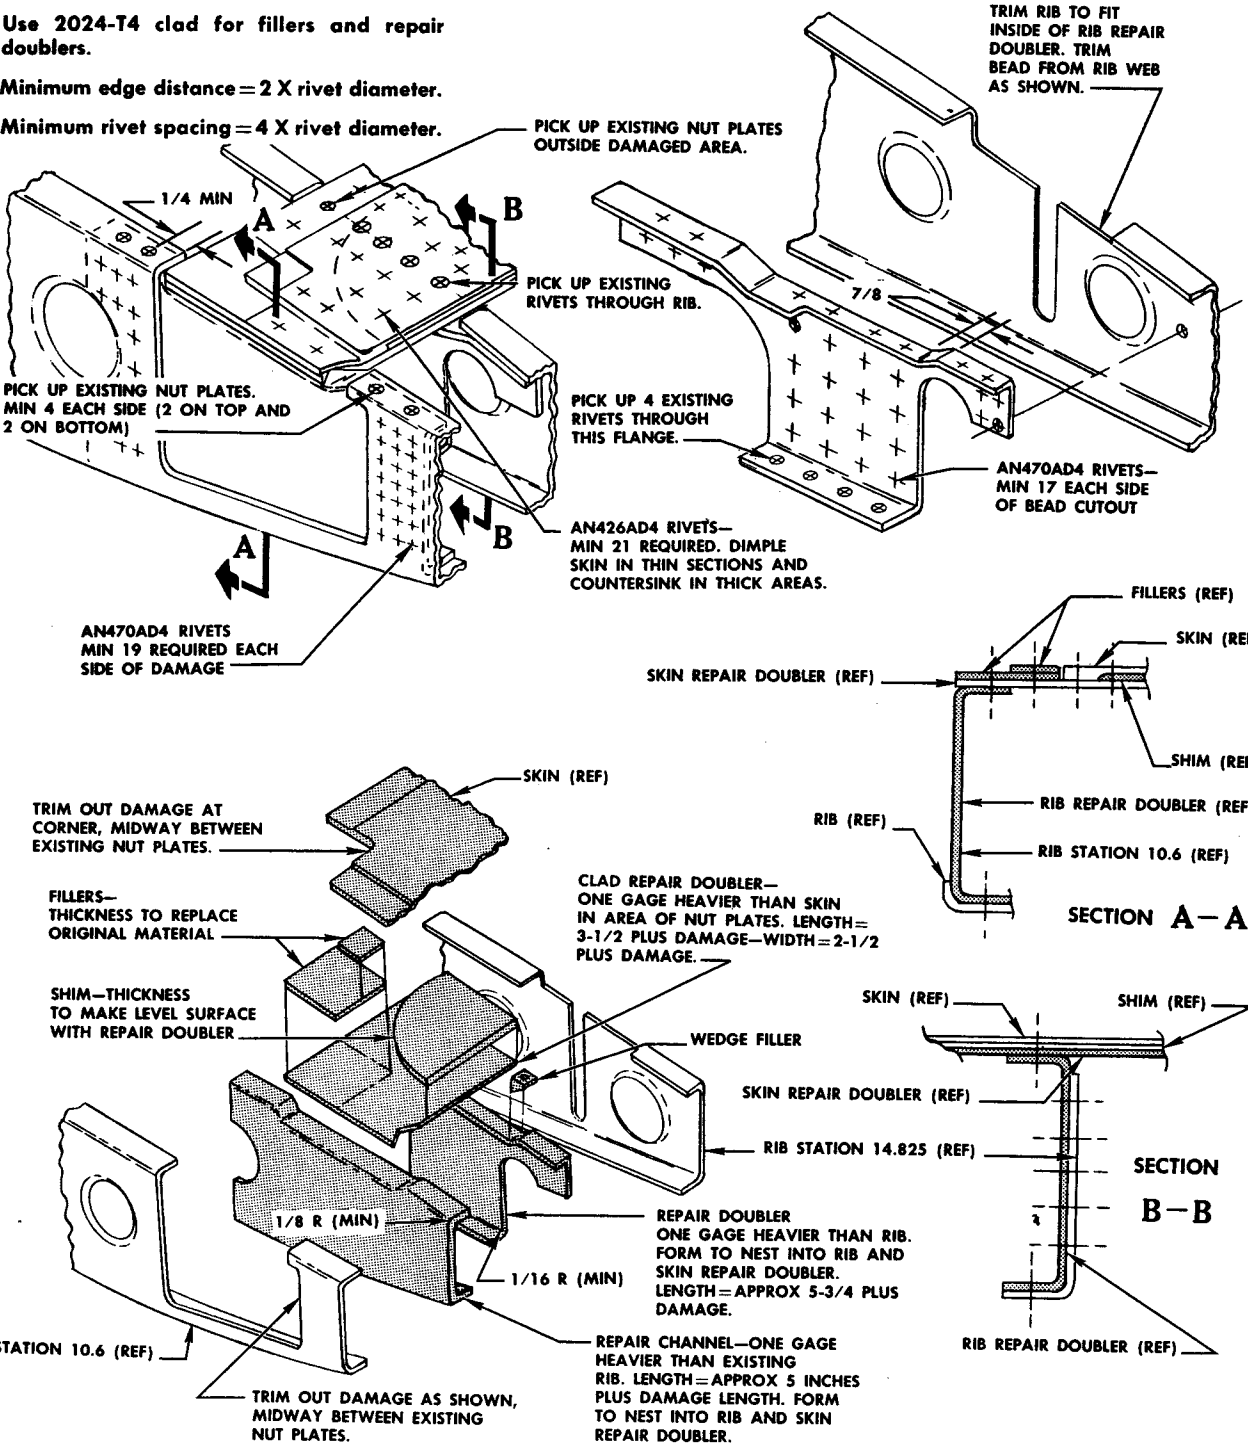 Use 2024-T4 clad for fillers and repair
doublers.
Minimum edge distance = 2 X rivet diameter.
Minimum rivet spacing = 4 X rivet diameter.
TRIM RIB TO FIT
INSIDE OF RIB REPAIR
DOUBLER. TRIM
BEAD FROM RIB WEB
AS SHOWN.
PICK UP EXISTING NUT PLATES
OUTSIDE DAMAGED AREA.
1/4 MIN
A
B
PICK UP EXISTING
RIVETS THROUGH RIB.
7/8
PICK UP EXISTING NUT PLATES.
MIN 4 EACH SIDE (2 ON TOP AND
2 ON BOTTOM)
PICK UP 4 EXISTING
RIVETS THROUGH
THIS FLANGE.
AN470AD4 RIVETS—
MIN 17 EACH SIDE
OF BEAD CUTOUT
A
B
AN426AD4 RIVETS—
MIN 21 REQUIRED. DIMPLE
SKIN IN THIN SECTIONS AND
COUNTERSINK IN THICK AREAS.
AN470AD4 RIVETS
MIN 19 REQUIRED EACH
SIDE OF DAMAGE
FILLERS (REF)
SKIN (RE
SKIN REPAIR DOUBLER (REF)
SHIM (RE
RIB REPAIR DOUBLER (REF
RIB (REF)
RIB STATION 10.6 (REF)
SECTION A—A
SKIN (REF)
TRIM OUT DAMAGE AT
CORNER, MIDWAY BETWEEN
EXISTING NUT PLATES.
FILLERS—
THICKNESS TO REPLACE
ORIGINAL MATERIAL
CLAD REPAIR DOUBLER—
ONE GAGE HEAVIER THAN SKIN
IN AREA OF NUT PLATES. LENGTH=
3-1/2 PLUS DAMAGE—WIDTH=2-1/2
PLUS DAMAGE.
SHIM—THICKNESS
TO MAKE LEVEL SURFACE
WITH REPAIR DOUBLER
WEDGE FILLER
SKIN (REF)
SHIM (REF)
SKIN REPAIR DOUBLER (REF)
RIB STATION 14.825 (REF)
SECTION
B—B
1/8 R (MIN)
1/16 R (MIN)
REPAIR DOUBLER
ONE GAGE HEAVIER THAN RIB.
FORM TO NEST INTO RIB AND
SKIN REPAIR DOUBLER.
LENGTH=APPROX 5-3/4 PLUS
DAMAGE.
RIB REPAIR DOUBLER (REF)
STATION 10.6 (REF)
TRIM OUT DAMAGE AS SHOWN,
MIDWAY BETWEEN EXISTING
NUT PLATES.
REPAIR CHANNEL—ONE GAGE
HEAVIER THAN EXISTING
RIB. LENGTH=APPROX 5 INCHES
PLUS DAMAGE LENGTH. FORM
TO NEST INTO RIB AND SKIN
REPAIR DOUBLER.